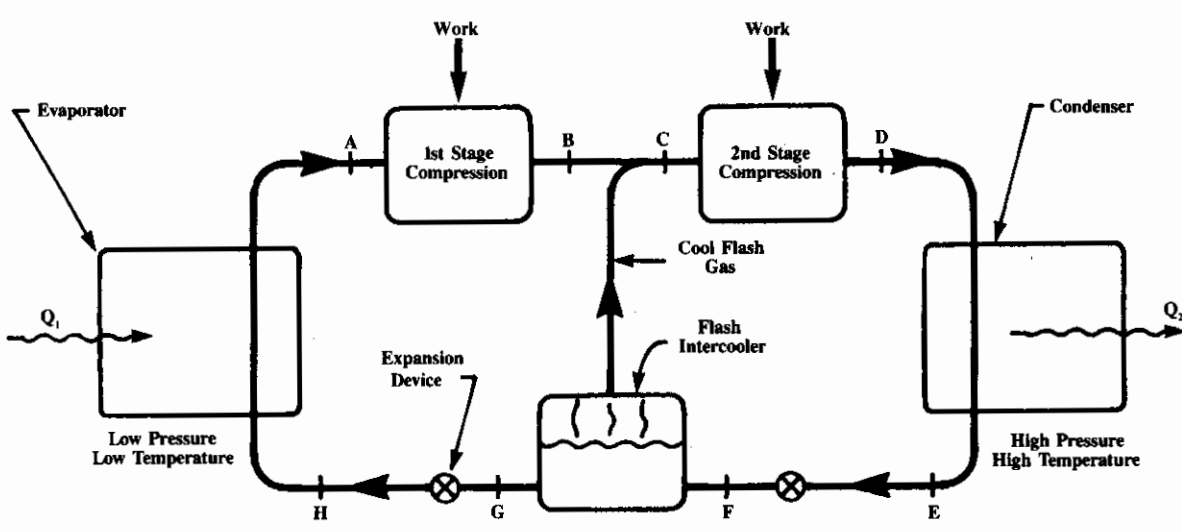 Work
Work
Evaporator
Condenser
A
1st Stage
Compression
B
C
2nd Stage
Compression
D
Cool Flash
Gas
Q₁
Q₂
Flash
Intercooler
Expansion
Device
Low Pressure
Low Temperature
High Pressure
High Temperature
H
G
F
E